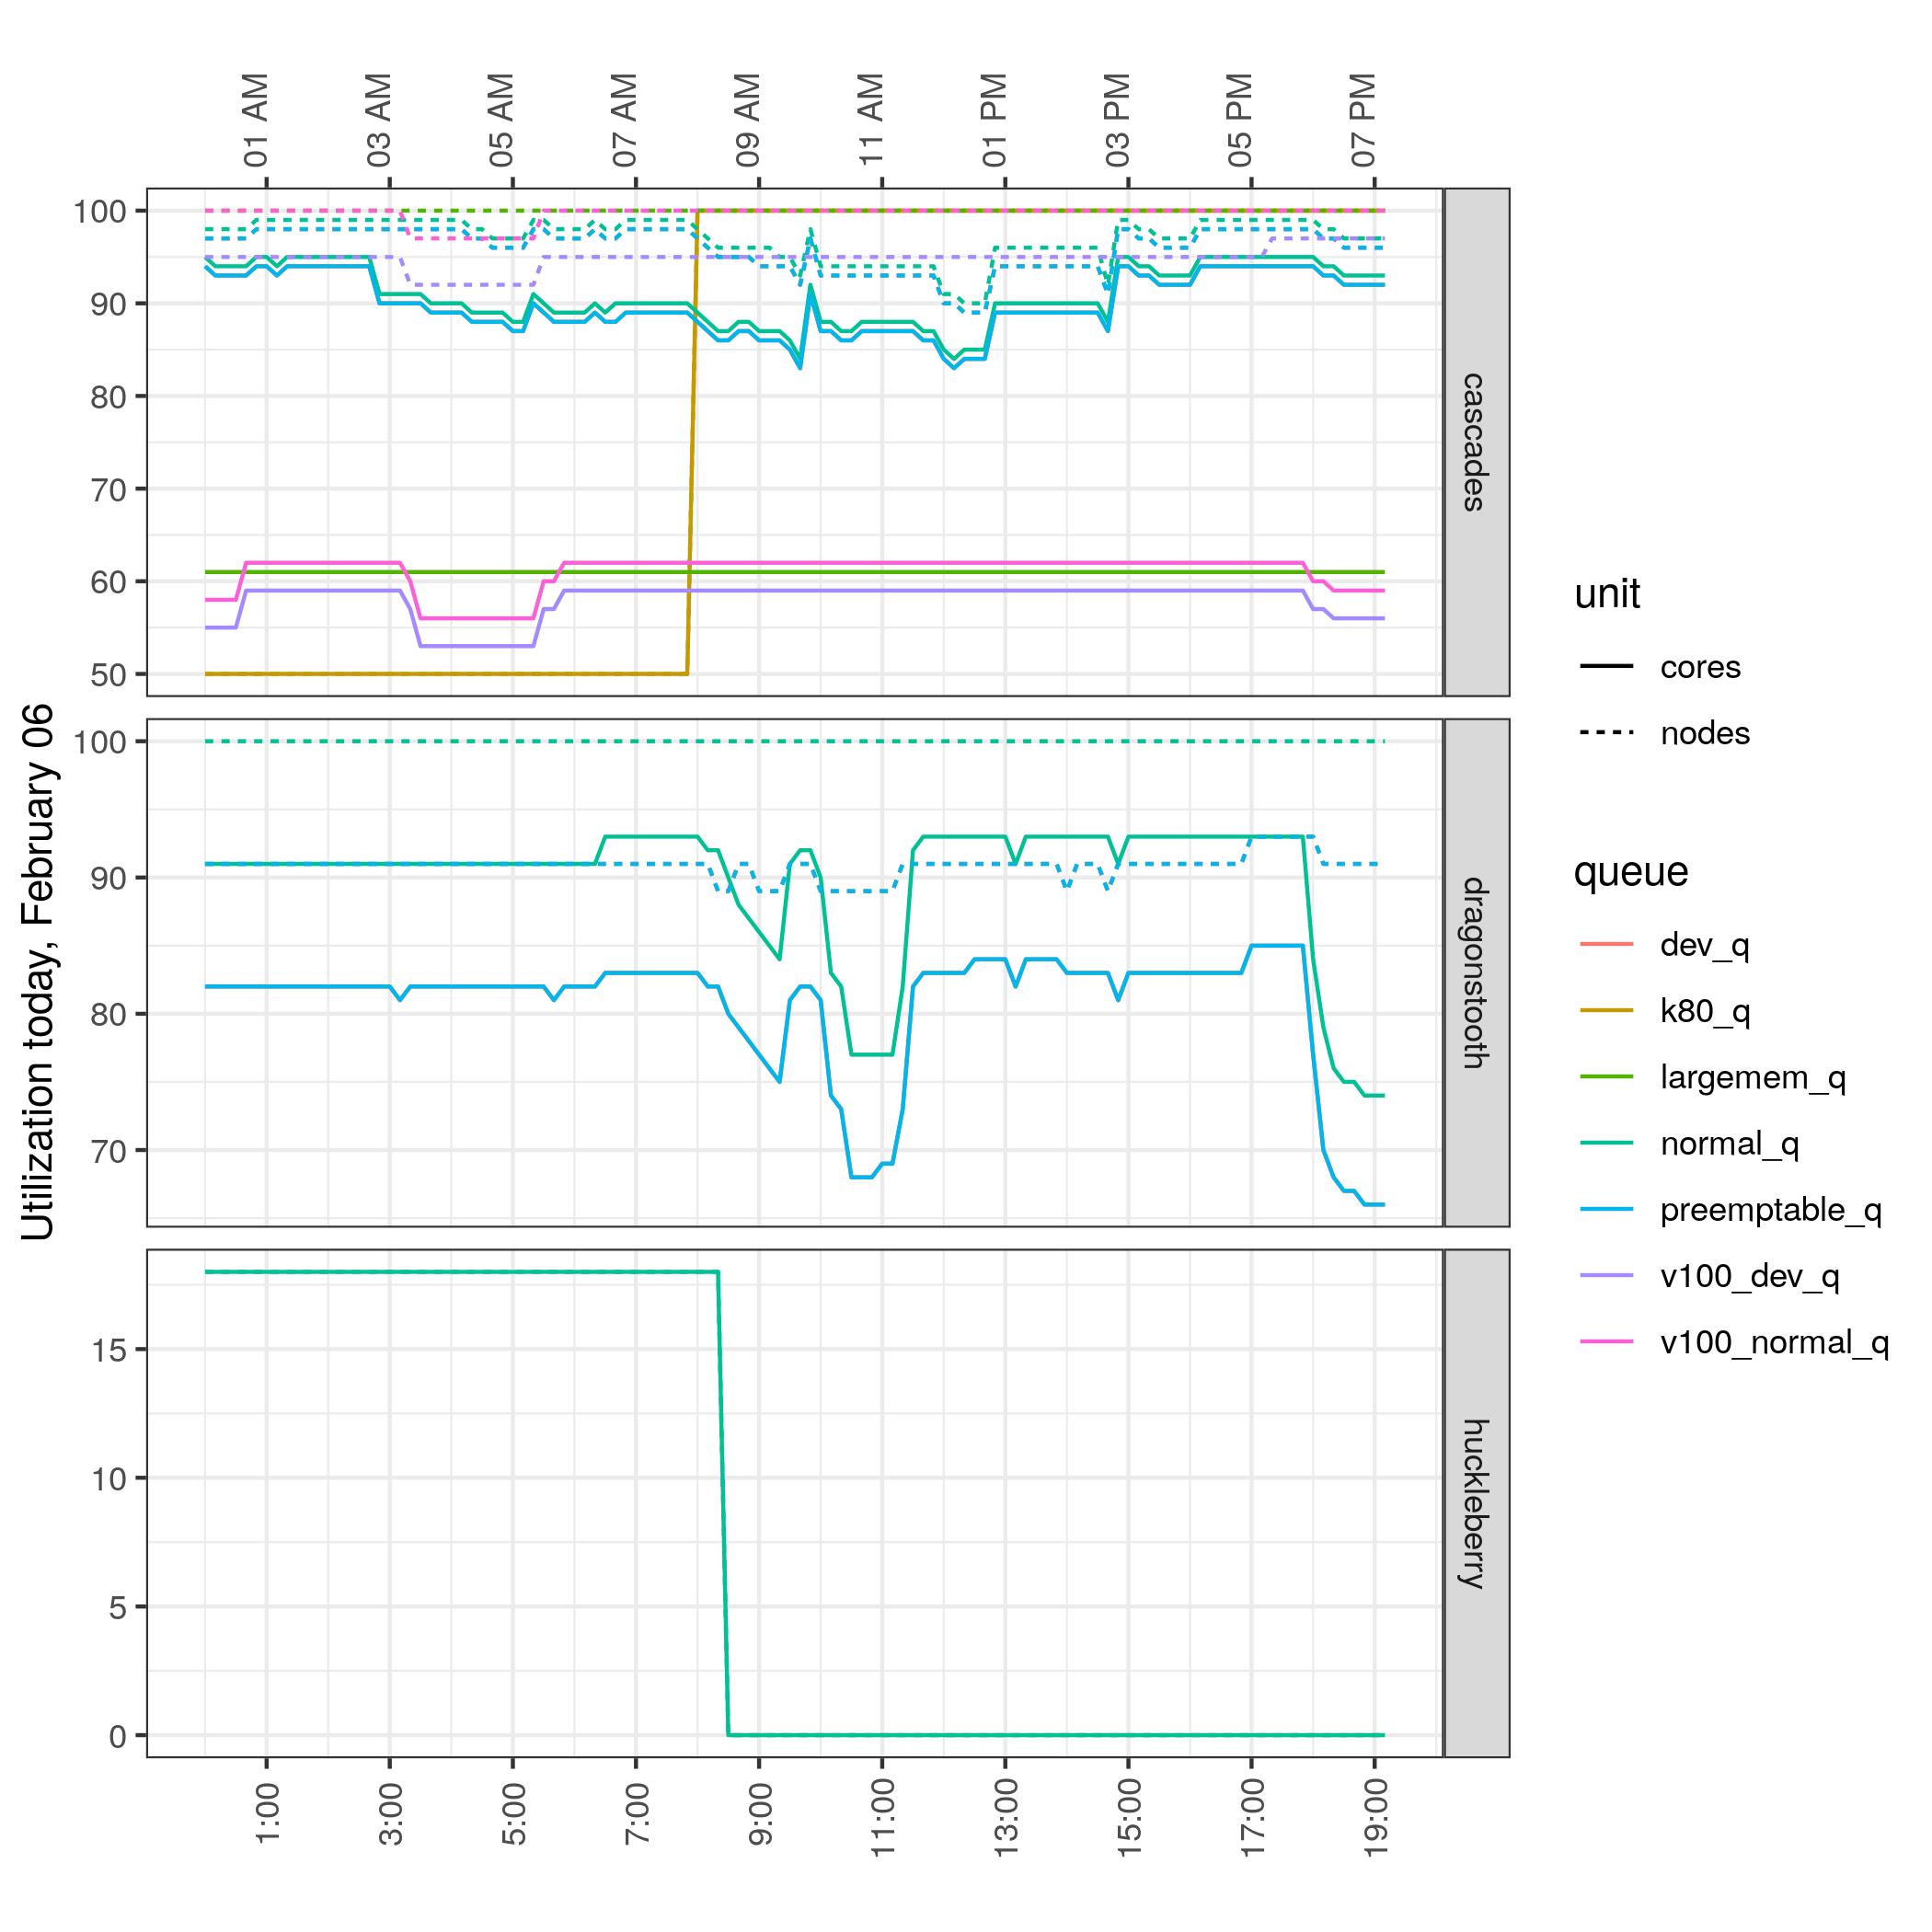 01 AM
03 AM
05 AM
07 AM
09 AM
11 AM
01 PM
03 PM
05 PM
07 PM
Utilization today, February 06
100
90
80
70
60
50
cascades
100
90
80
70
dragonstooth
15
10
5
0
huckleberry
1:00
3:00
5:00
7:00
9:00
11:00
13:00
15:00
17:00
19:00
unit
cores
nodes
queue
dev_q
k80_q
largemem_q
normal_q
preemptable_q
v100_dev_q
v100_normal_q